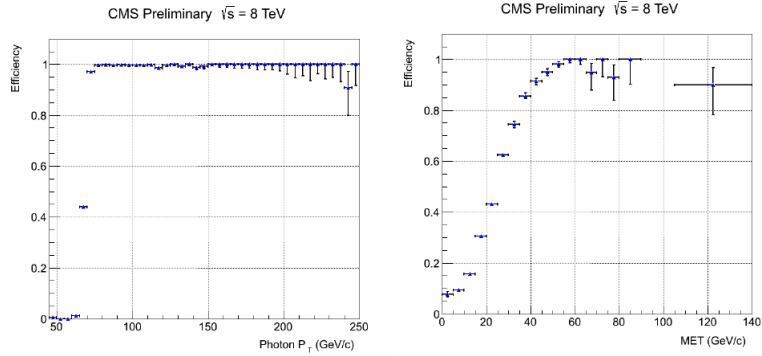 CMS Preliminary √s = 8 TeV
Efficiency
1
0.8
0.6
0.4
0.2
0
50 100 150 200 250
Photon P T (GeV/c)
CMS Preliminary √s = 8 TeV
Efficiency
1
0.8
0.6
0.4
0.2
0
0 20 40 60 80 100 120 140
MET (GeV/c)